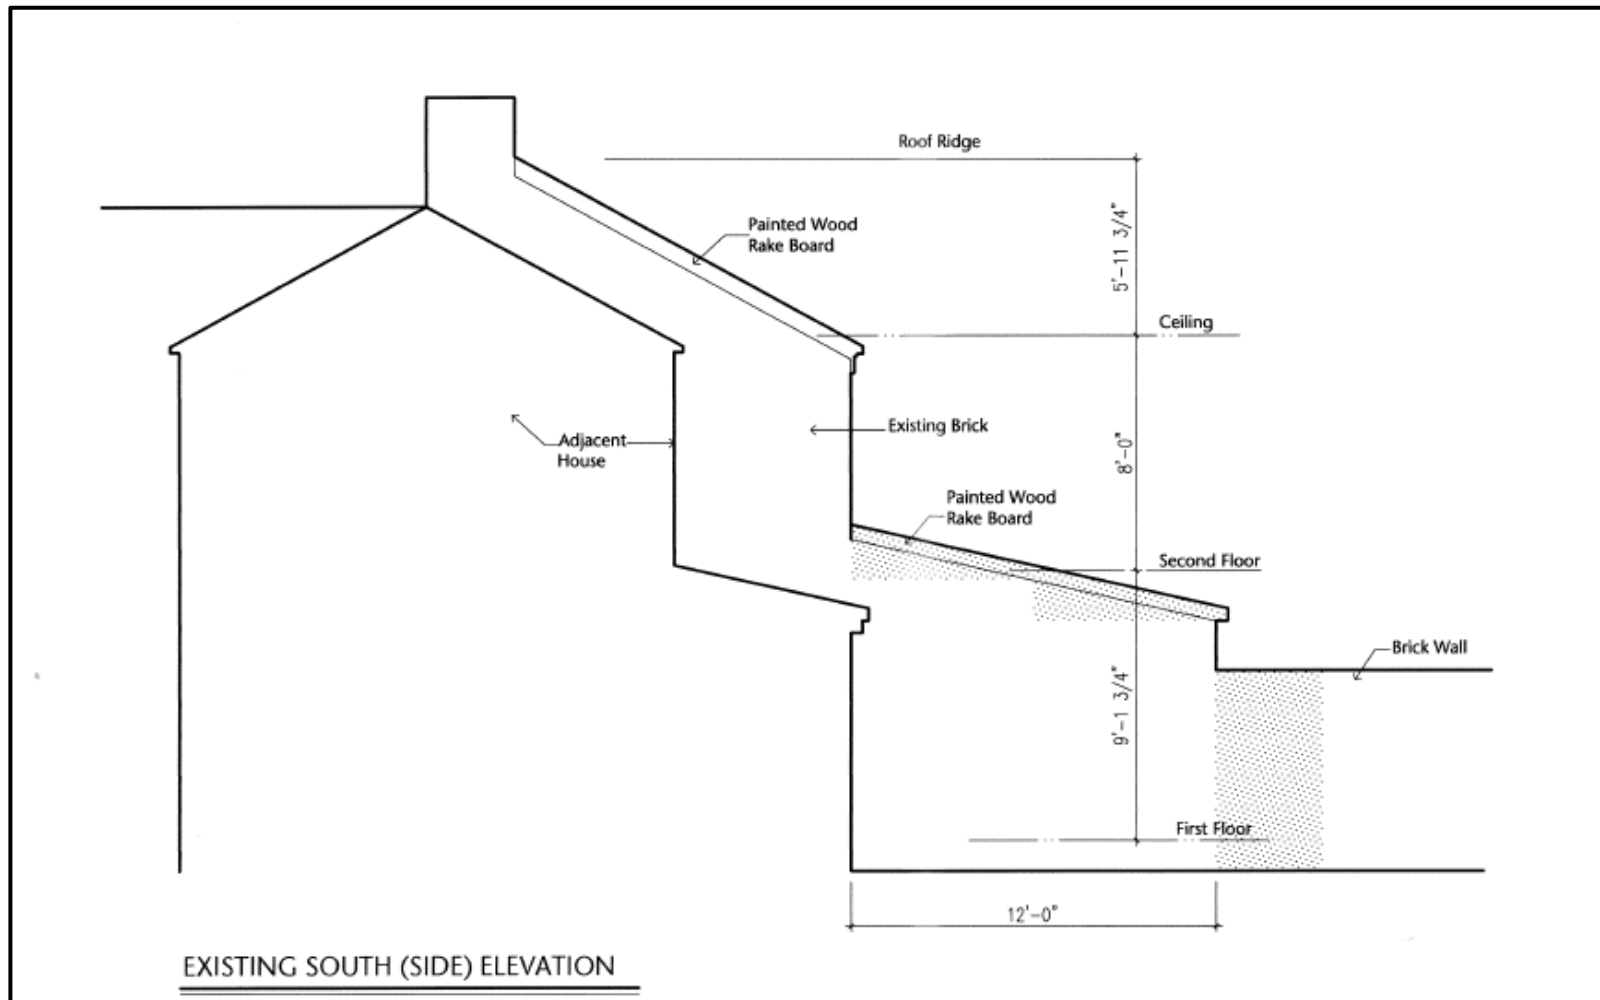 Roof Ridge
Painted Wood
Rake Board
5'-11 3/4"
Ceiling
Existing Brick
Adjacent
House
8'-0"
Painted Wood
Rake Board
Second Floor
Brick Wall
9'-1 3/4"
First Floor
12'-0"
EXISTING SOUTH (SIDE) ELEVATION